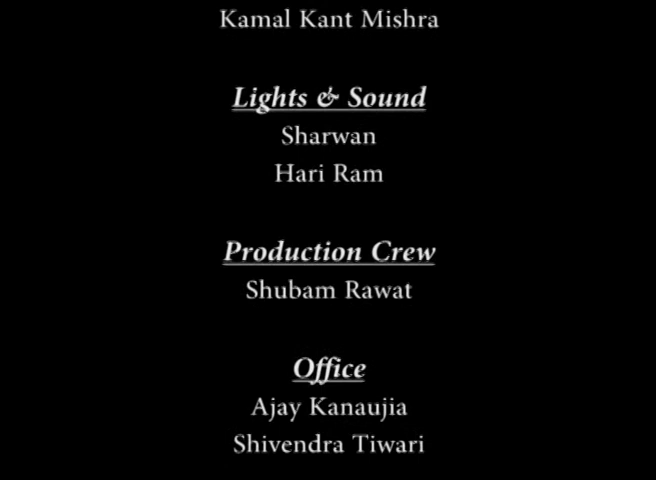 Kamal Kant Mishra
Lights & Sound
Sharwan
Hari Ram
Production Crew
Shubam Rawat
Office
Ajay Kanaujia
Shivendra Tiwari